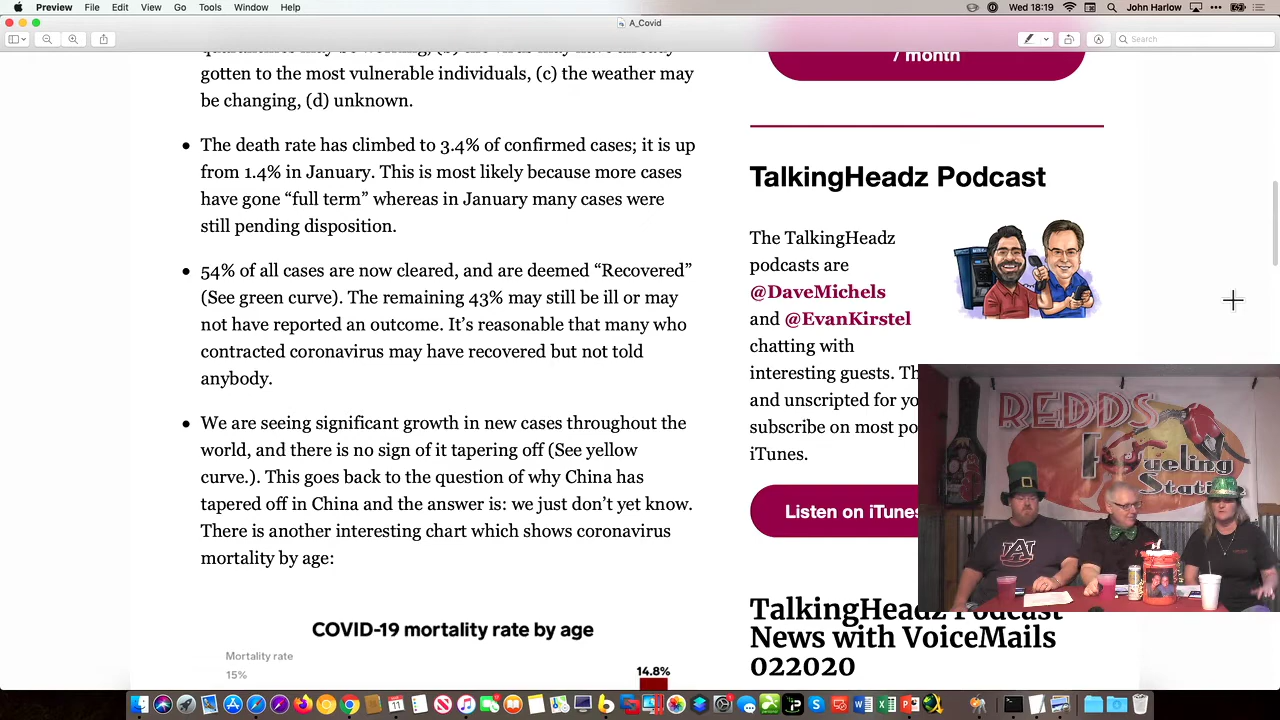 Preview File Edit View Go Tools Window Help
Wed 18:19 John Harlow
A_Covid
Search
gotten to the most vulnerable individuals, (c) the weather may
be changing, (d) unknown.
The death rate has climbed to 3.4% of confirmed cases; it is up
from 1.4% in January. This is most likely because more cases
have gone “full term” whereas in January many cases were
still pending disposition.
54% of all cases are now cleared, and are deemed “Recovered”
(See green curve). The remaining 43% may still be ill or may
not have reported an outcome. It’s reasonable that many who
contracted coronavirus may have recovered but not told
anybody.
We are seeing significant growth in new cases throughout the
world, and there is no sign of it tapering off (See yellow
curve.). This goes back to the question of why China has
tapered off in China and the answer is: we just don’t yet know.
There is another interesting chart which shows coronavirus
mortality by age:
COVID-19 mortality rate by age
Mortality rate
15%
14.8%
/ month
TalkingHeadz Podcast
The TalkingHeadz
podcasts are
@DaveMichels
and @EvanKirstel
chatting with
interesting guests. Th
and unscripted for yo
subscribe on most po
iTunes.
Listen on iTunes
TalkingHeadz Podcast
News with VoiceMails
022020
REDDS
Fueling
Station